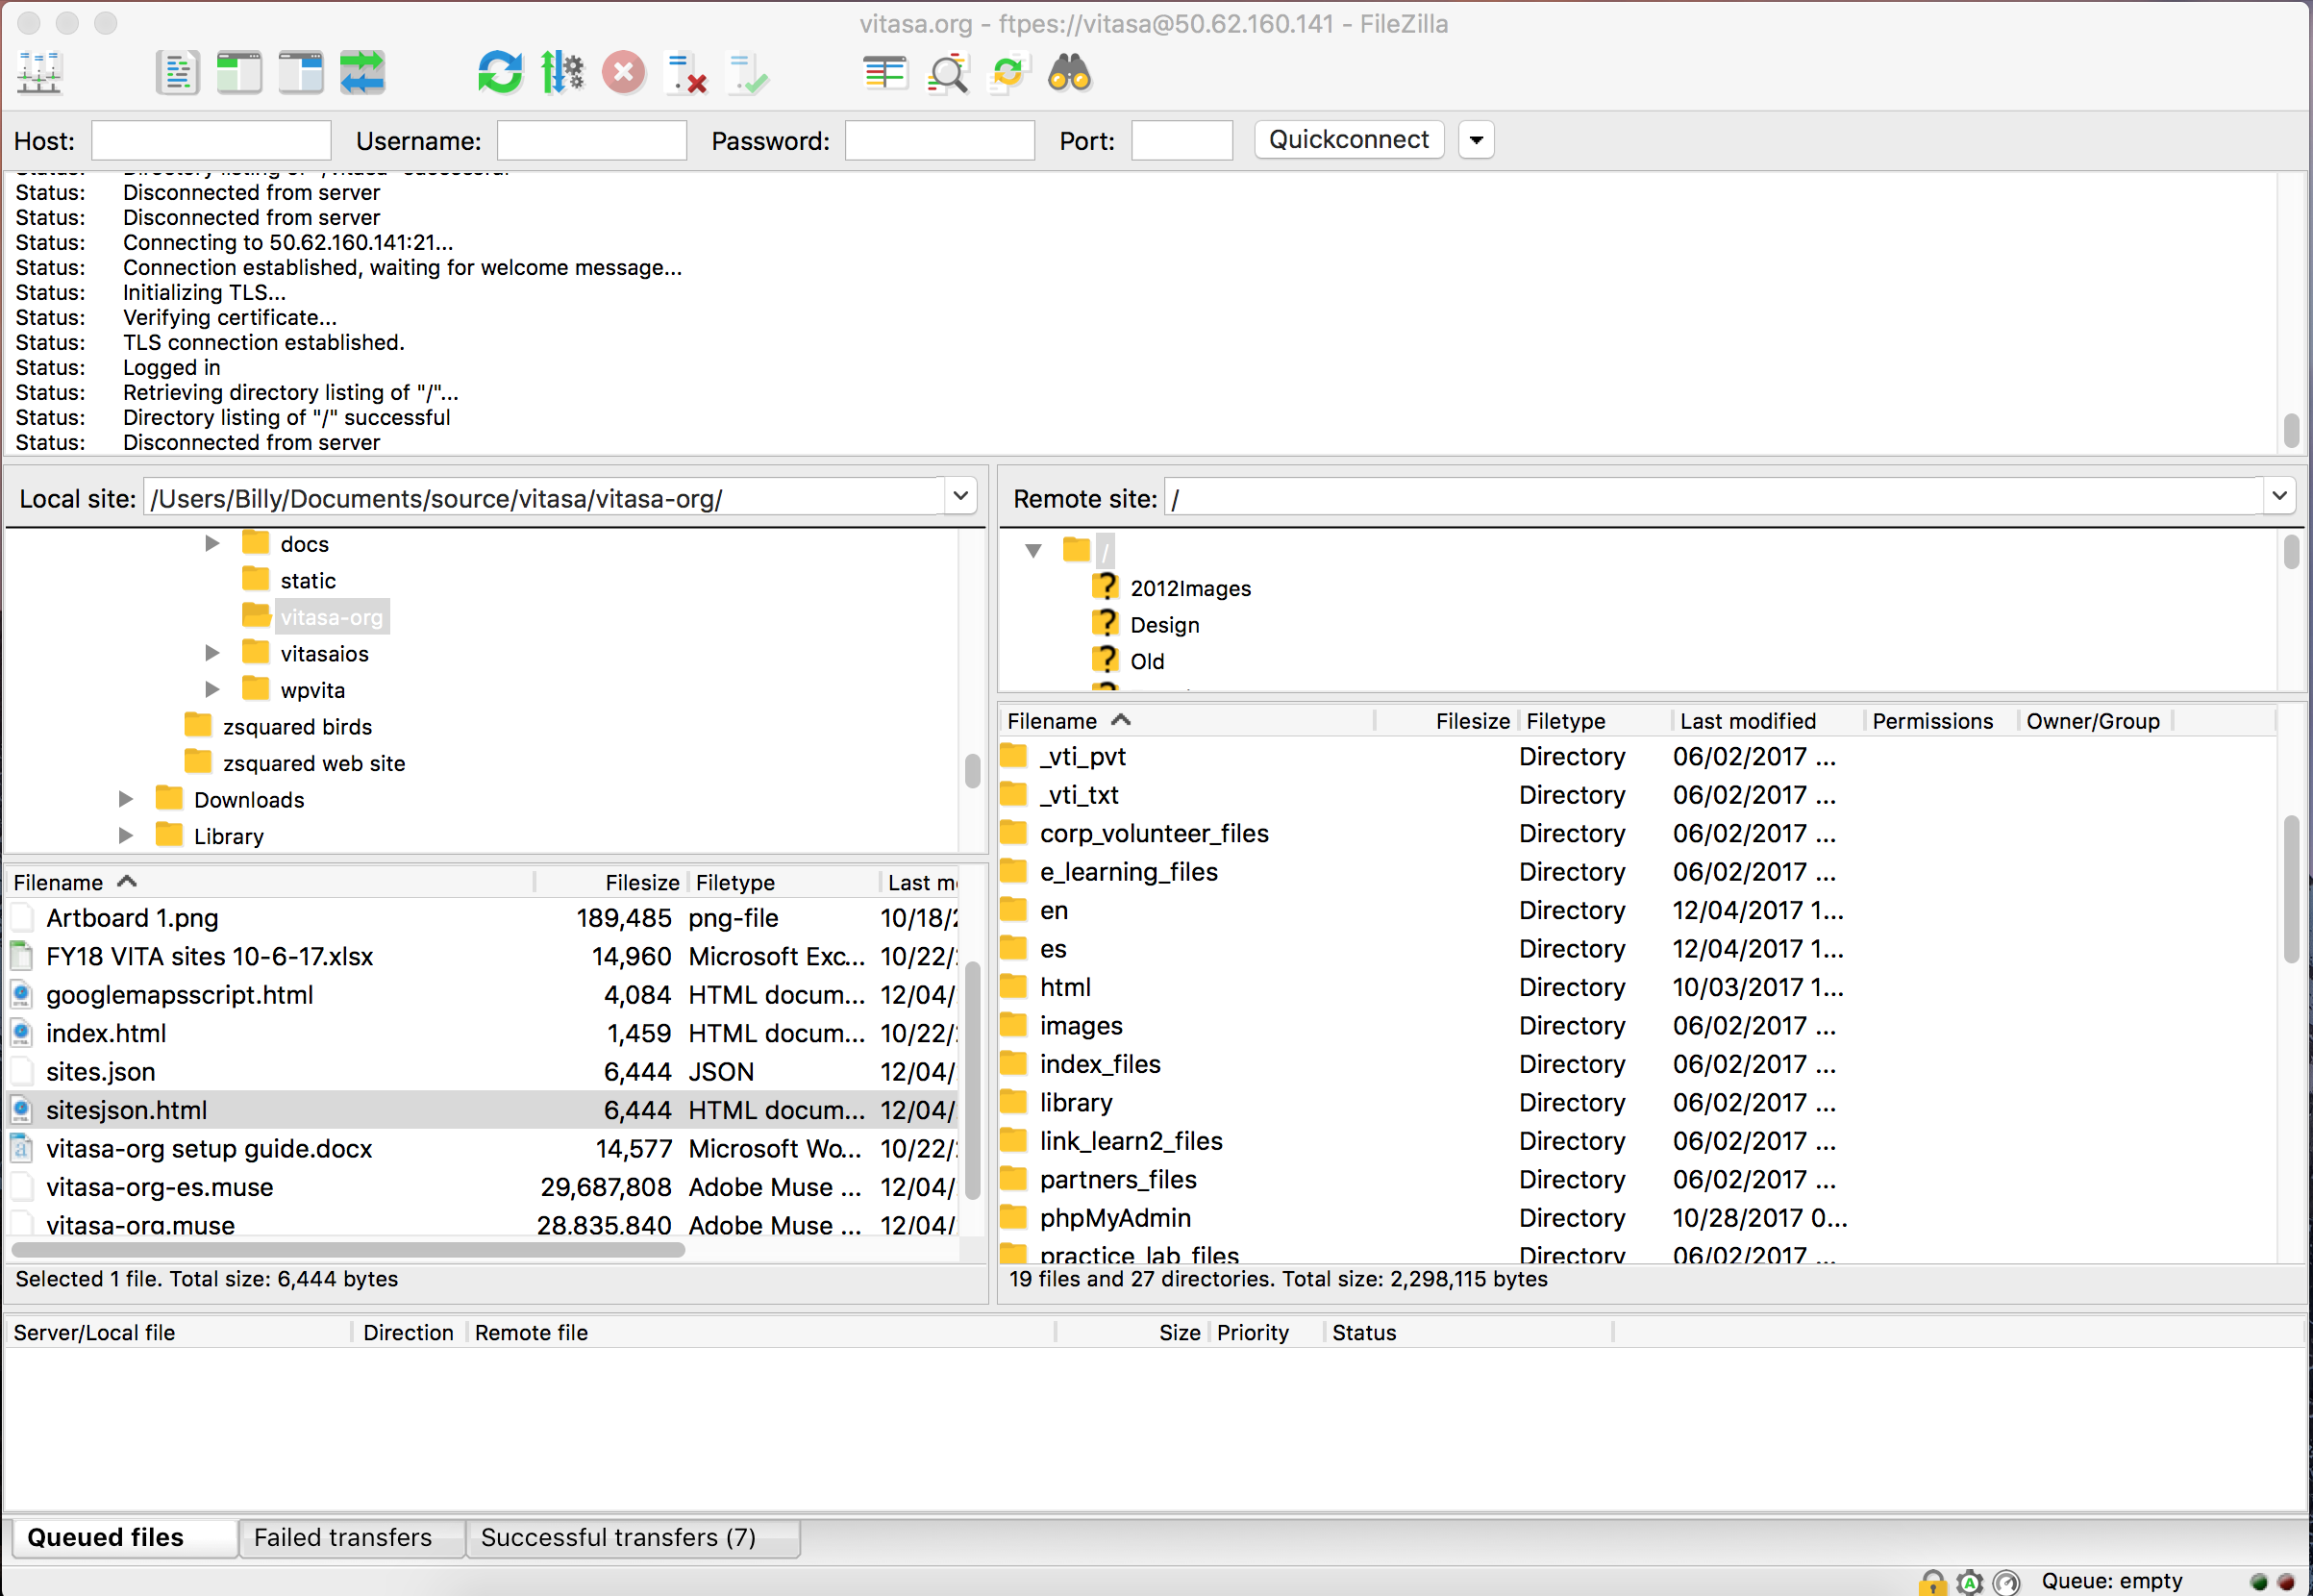 vitasa.org - ftpes://vitasa@50.62.160.141 - FileZilla
Host: Username: Password: Port: Quickconnect
Status: Directory listing of "/vitasa" successful
Status: Disconnected from server
Status: Disconnected from server
Status: Connecting to 50.62.160.141:21...
Status: Connection established, waiting for welcome message...
Status: Initializing TLS...
Status: Verifying certificate...
Status: TLS connection established.
Status: Logged in
Status: Retrieving directory listing of "/"...
Status: Directory listing of "/" successful
Status: Disconnected from server
Local site: /Users/Billy/Documents/source/vitasa/vitasa-org/
docs
static
vitasa-org
vitasaios
wpvita
zsquared birds
zsquared web site
Downloads
Library
Filename Filesize Filetype Last m
Artboard 1.png 189,485 png-file 10/18/2
FY18 VITA sites 10-6-17.xlsx 14,960 Microsoft Exc... 10/22/
googlemapsscript.html 4,084 HTML docum... 12/04/
index.html 1,459 HTML docum... 10/22/
sites.json 6,444 JSON 12/04/
sitesjson.html 6,444 HTML docum... 12/04/
vitasa-org setup guide.docx 14,577 Microsoft Wo... 10/22/
vitasa-org-es.muse 29,687,808 Adobe Muse ... 12/04/
vitasa-org.muse 28,835,840 Adobe Muse ... 12/04/
Selected 1 file. Total size: 6,444 bytes
Remote site: /
/
2012Images
Design
Old
Filename Filesize Filetype Last modified Permissions Owner/Group
_vti_pvt Directory 06/02/2017 ...
_vti_txt Directory 06/02/2017 ...
corp_volunteer_files Directory 06/02/2017 ...
e_learning_files Directory 06/02/2017 ...
en Directory 12/04/2017 1...
es Directory 12/04/2017 1...
html Directory 10/03/2017 1...
images Directory 06/02/2017 ...
index_files Directory 06/02/2017 ...
library Directory 06/02/2017 ...
link_learn2_files Directory 06/02/2017 ...
partners_files Directory 06/02/2017 ...
phpMyAdmin Directory 10/28/2017 0...
practice_lab_files Directory 06/02/2017 ...
19 files and 27 directories. Total size: 2,298,115 bytes
Server/Local file Direction Remote file Size Priority Status
Queued files Failed transfers Successful transfers (7)
Queue: empty